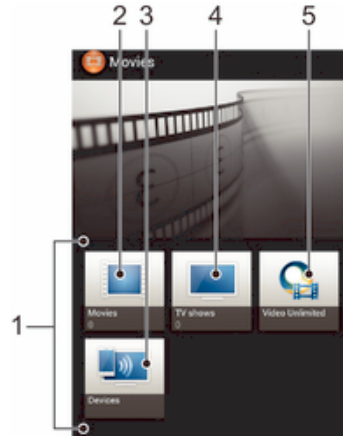 2 3 4 5
Movies
1
Movies
0
TV shows
0
Video Unlimited
Devices